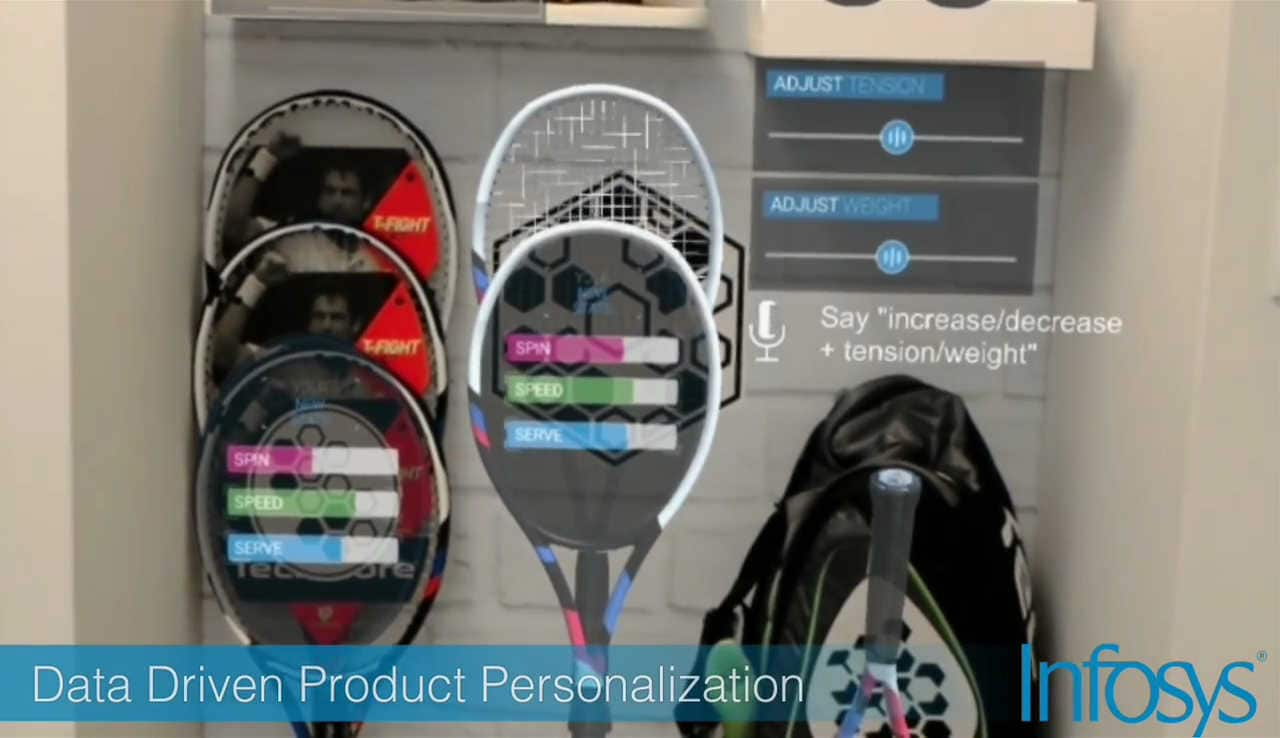 ADJUST TENSION
ADJUST WEIGHT
Say "increase/decrease
+ tension/weight"
T-FIGHT
T-FIGHT
SPIN
SPEED
SERVE
SPIN
SPEED
SERVE
Data Driven Product Personalization
Infosys®